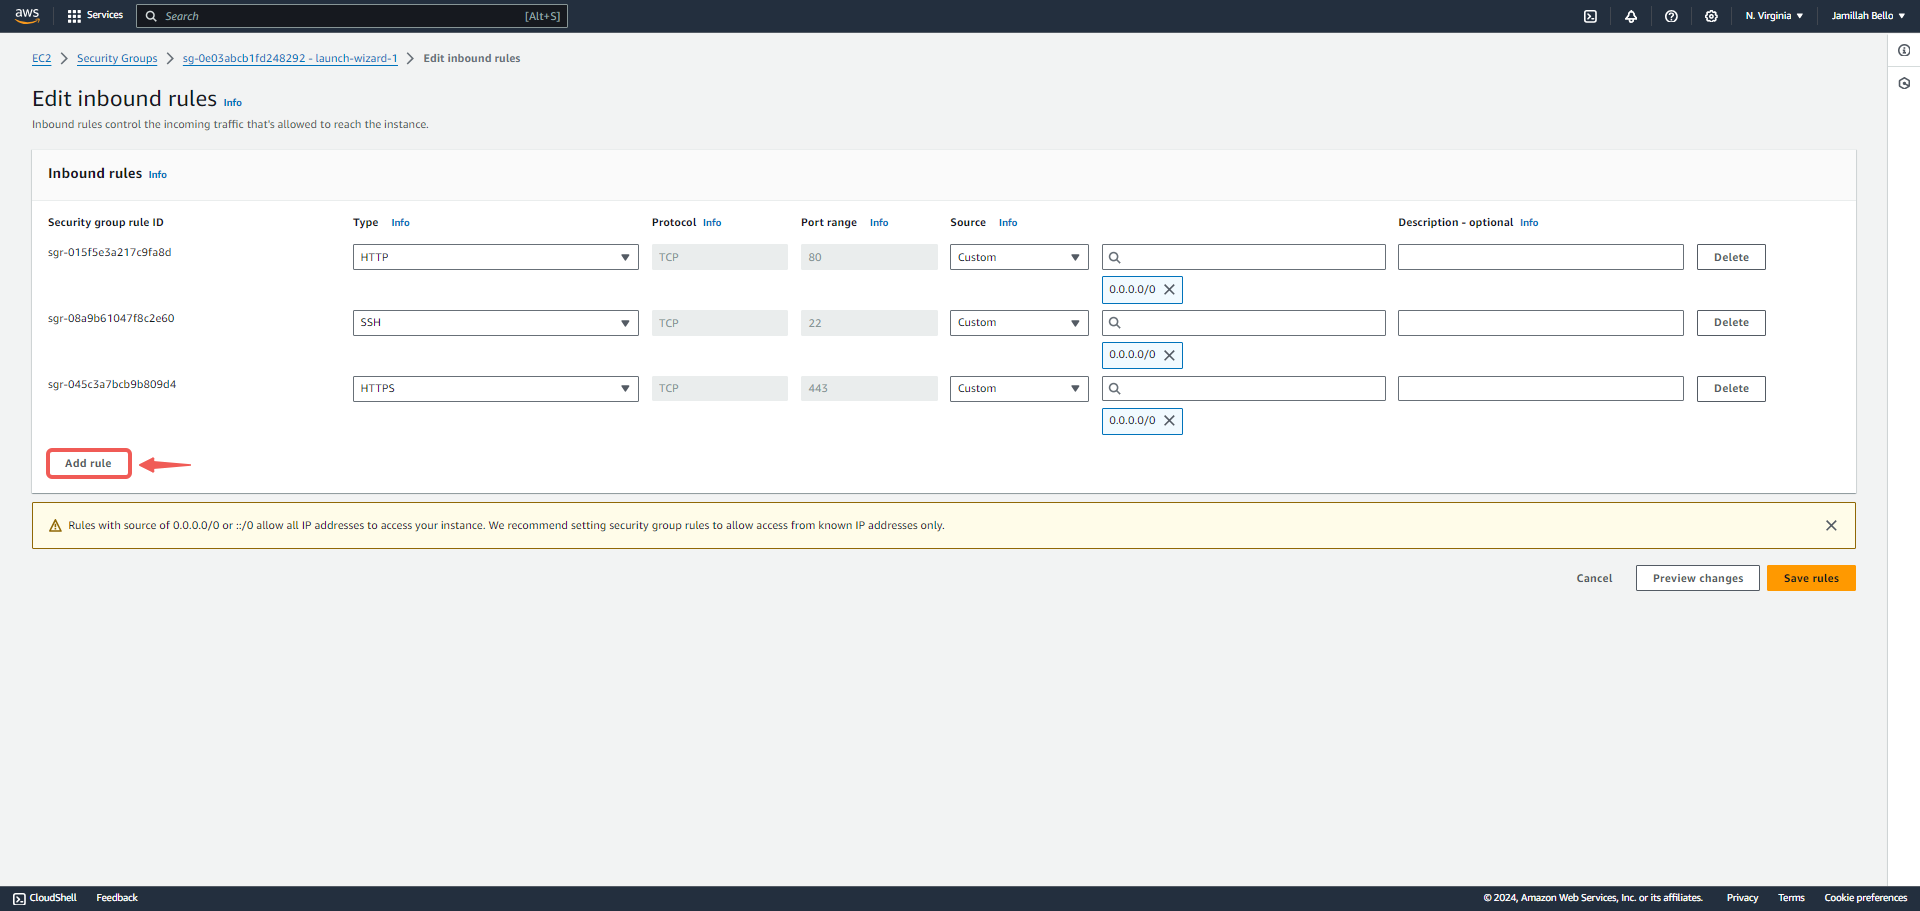 aws Services Search [Alt+S] N. Virginia Jamillah Bello
EC2 Security Groups sg-0e03abcb1fd248292 - launch-wizard-1 Edit inbound rules
Edit inbound rules Info
Inbound rules control the incoming traffic that's allowed to reach the instance.
Inbound rules Info
Security group rule ID Type Info Protocol Info Port range Info Source Info Description - optional Info
sgr-015f5e3a217c9fa8d HTTP TCP 80 Custom Delete
0.0.0.0/0
sgr-08a9b61047f8c2e60 SSH TCP 22 Custom Delete
0.0.0.0/0
sgr-045c3a7bcb9b809d4 HTTPS TCP 443 Custom Delete
0.0.0.0/0
Add rule
Rules with source of 0.0.0.0/0 or ::/0 allow all IP addresses to access your instance. We recommend setting security group rules to allow access from known IP addresses only.
Cancel Preview changes Save rules
CloudShell Feedback © 2024, Amazon Web Services, Inc. or its affiliates. Privacy Terms Cookie preferences